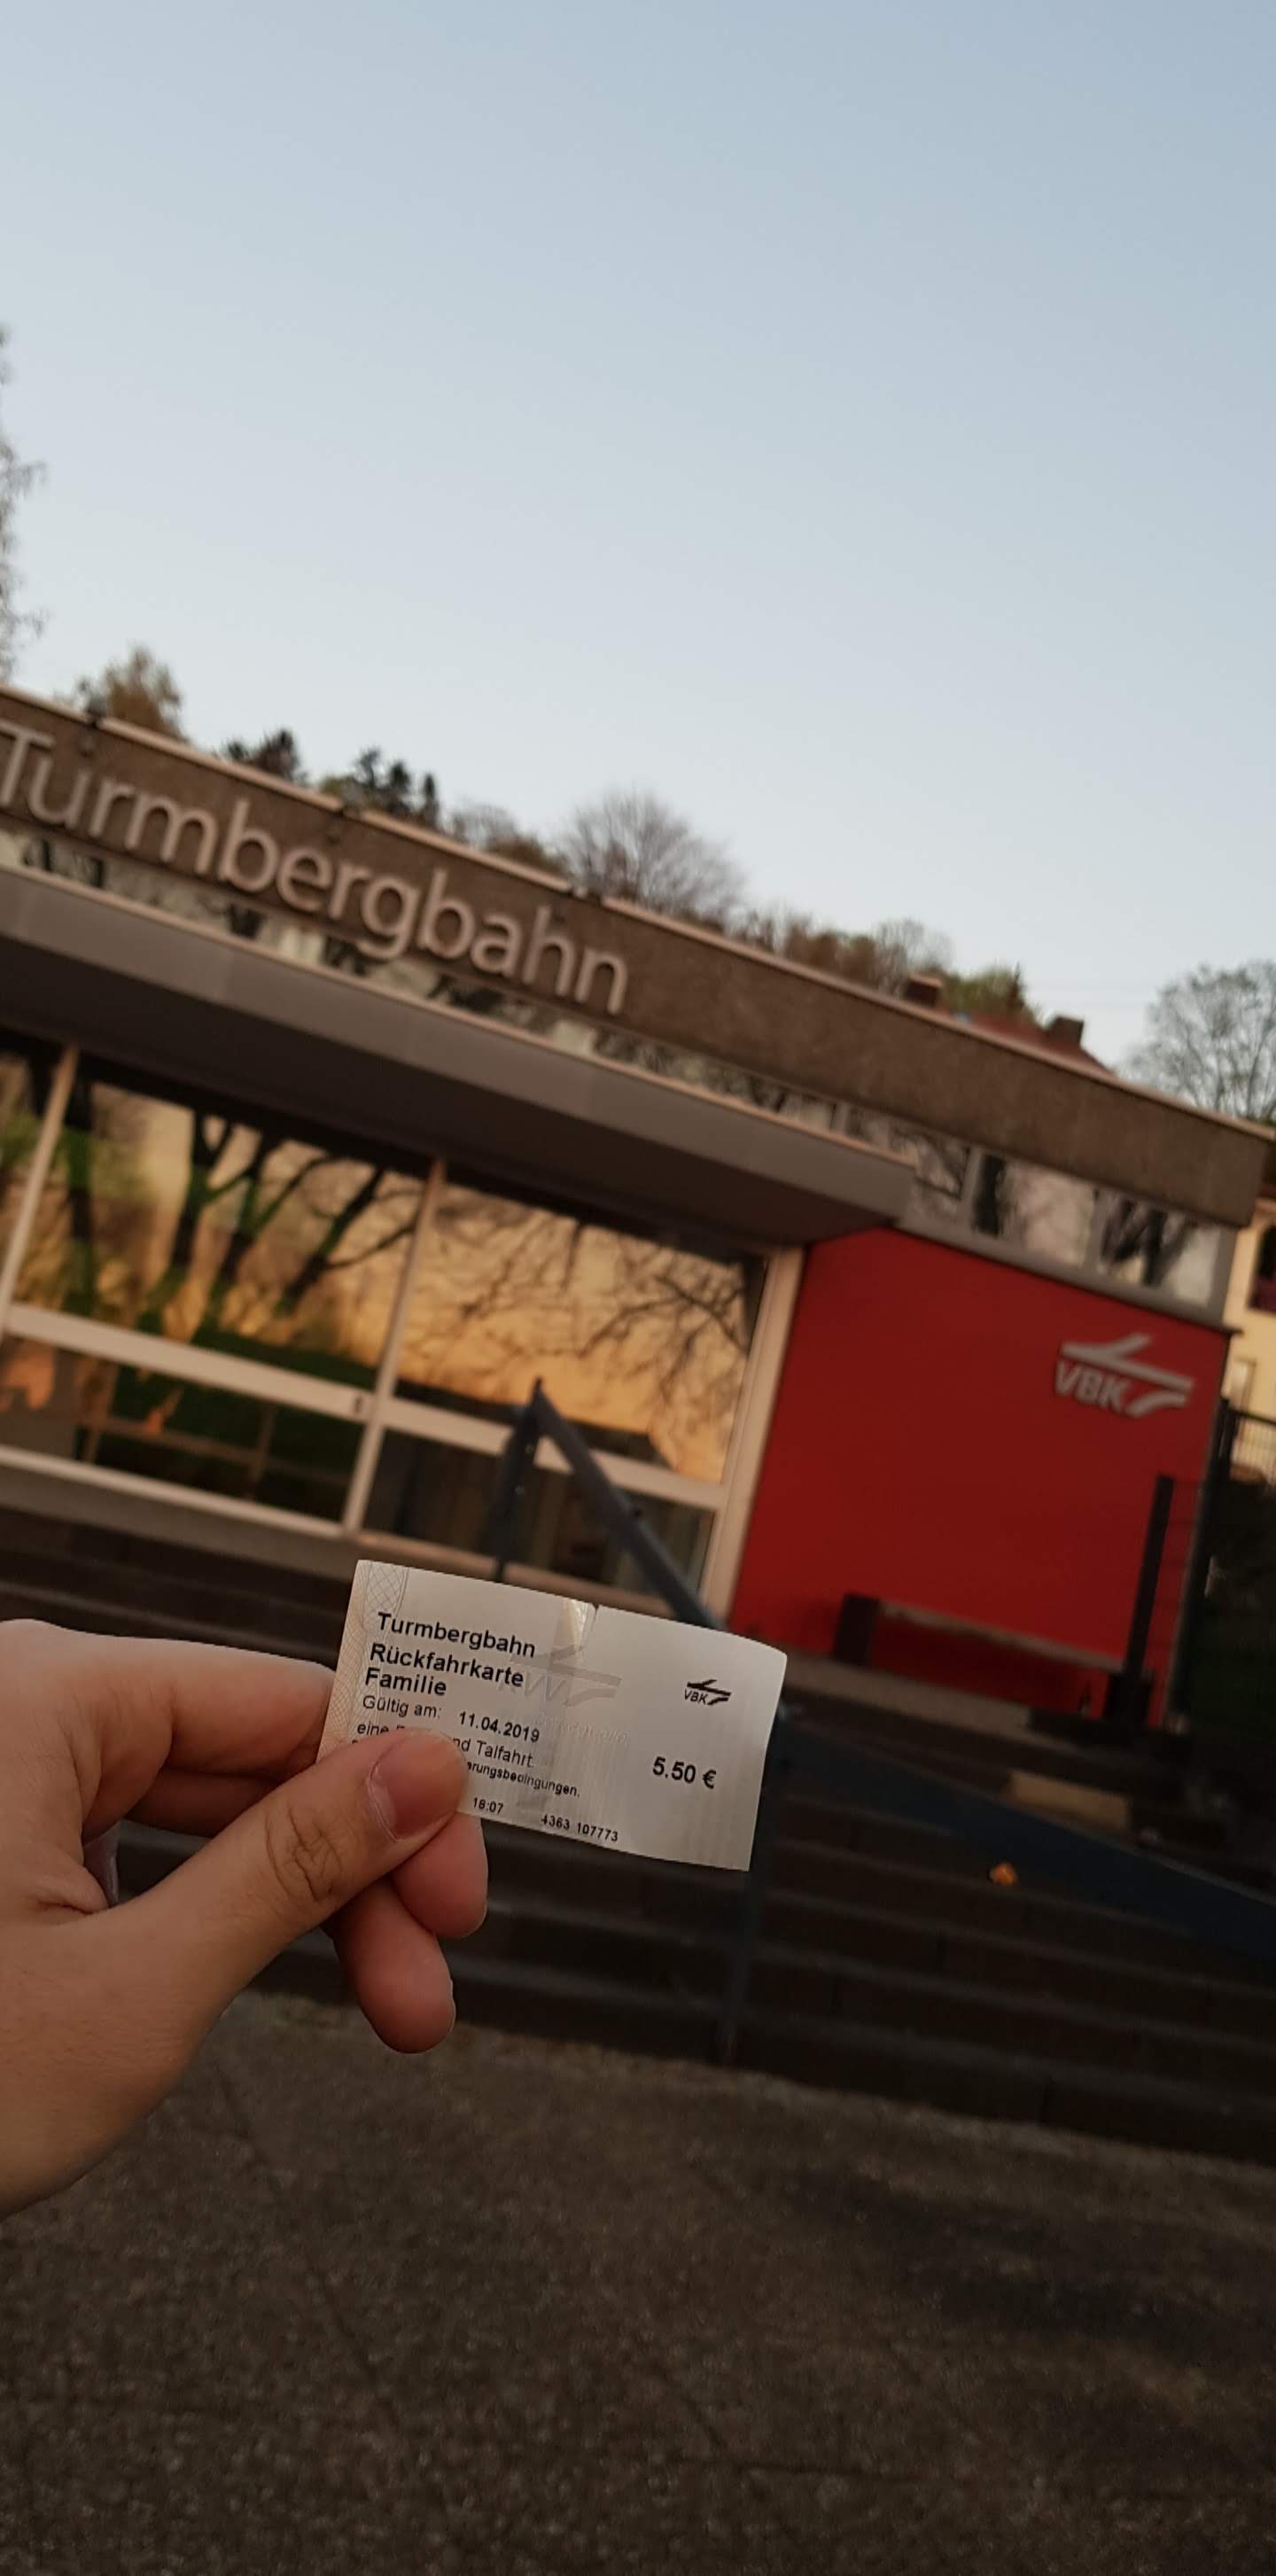 Turmbergbahn
VBK
Turmbergbahn
Rückfahrkarte
Familie
VBK
Gültig am: 11.04.2019
eine nd Talfahrt.
5.50 €
erungsbedingungen,
18:07 4363 107773